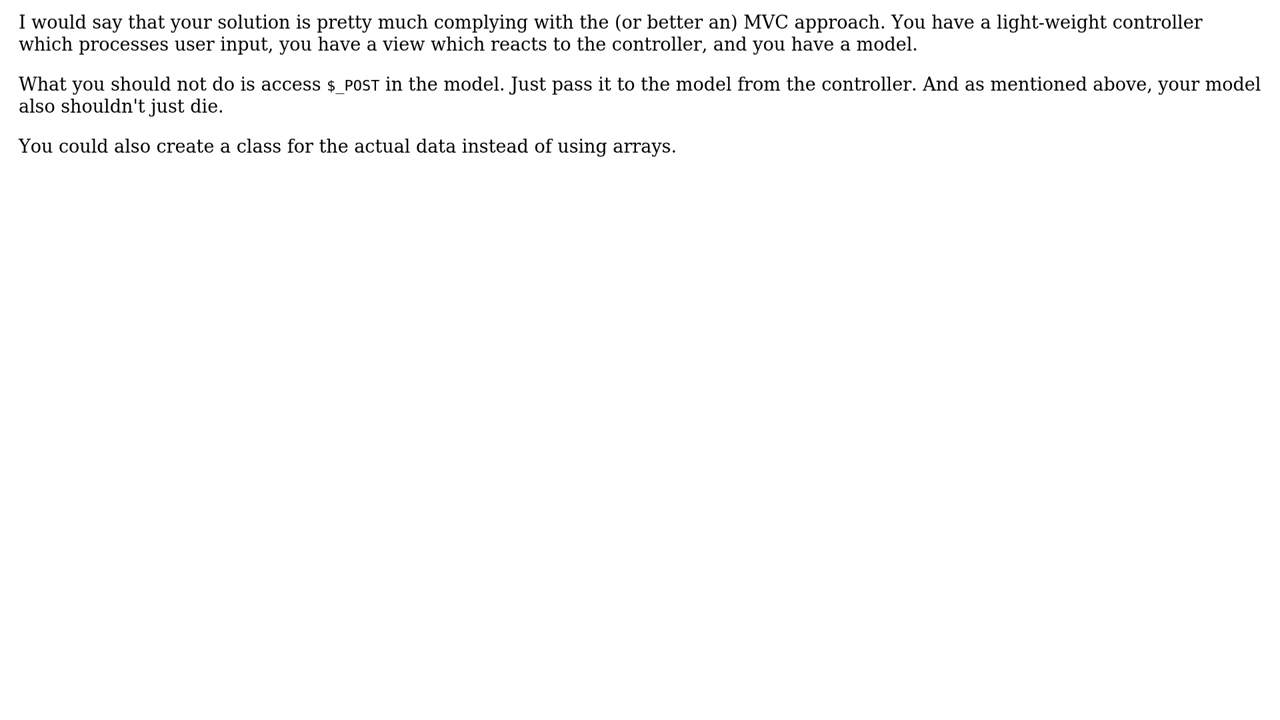 I would say that your solution is pretty much complying with the (or better an) MVC approach. You have a light-weight controller
which processes user input, you have a view which reacts to the controller, and you have a model.
What you should not do is access $_POST in the model. Just pass it to the model from the controller. And as mentioned above, your model
also shouldn't just die.
You could also create a class for the actual data instead of using arrays.